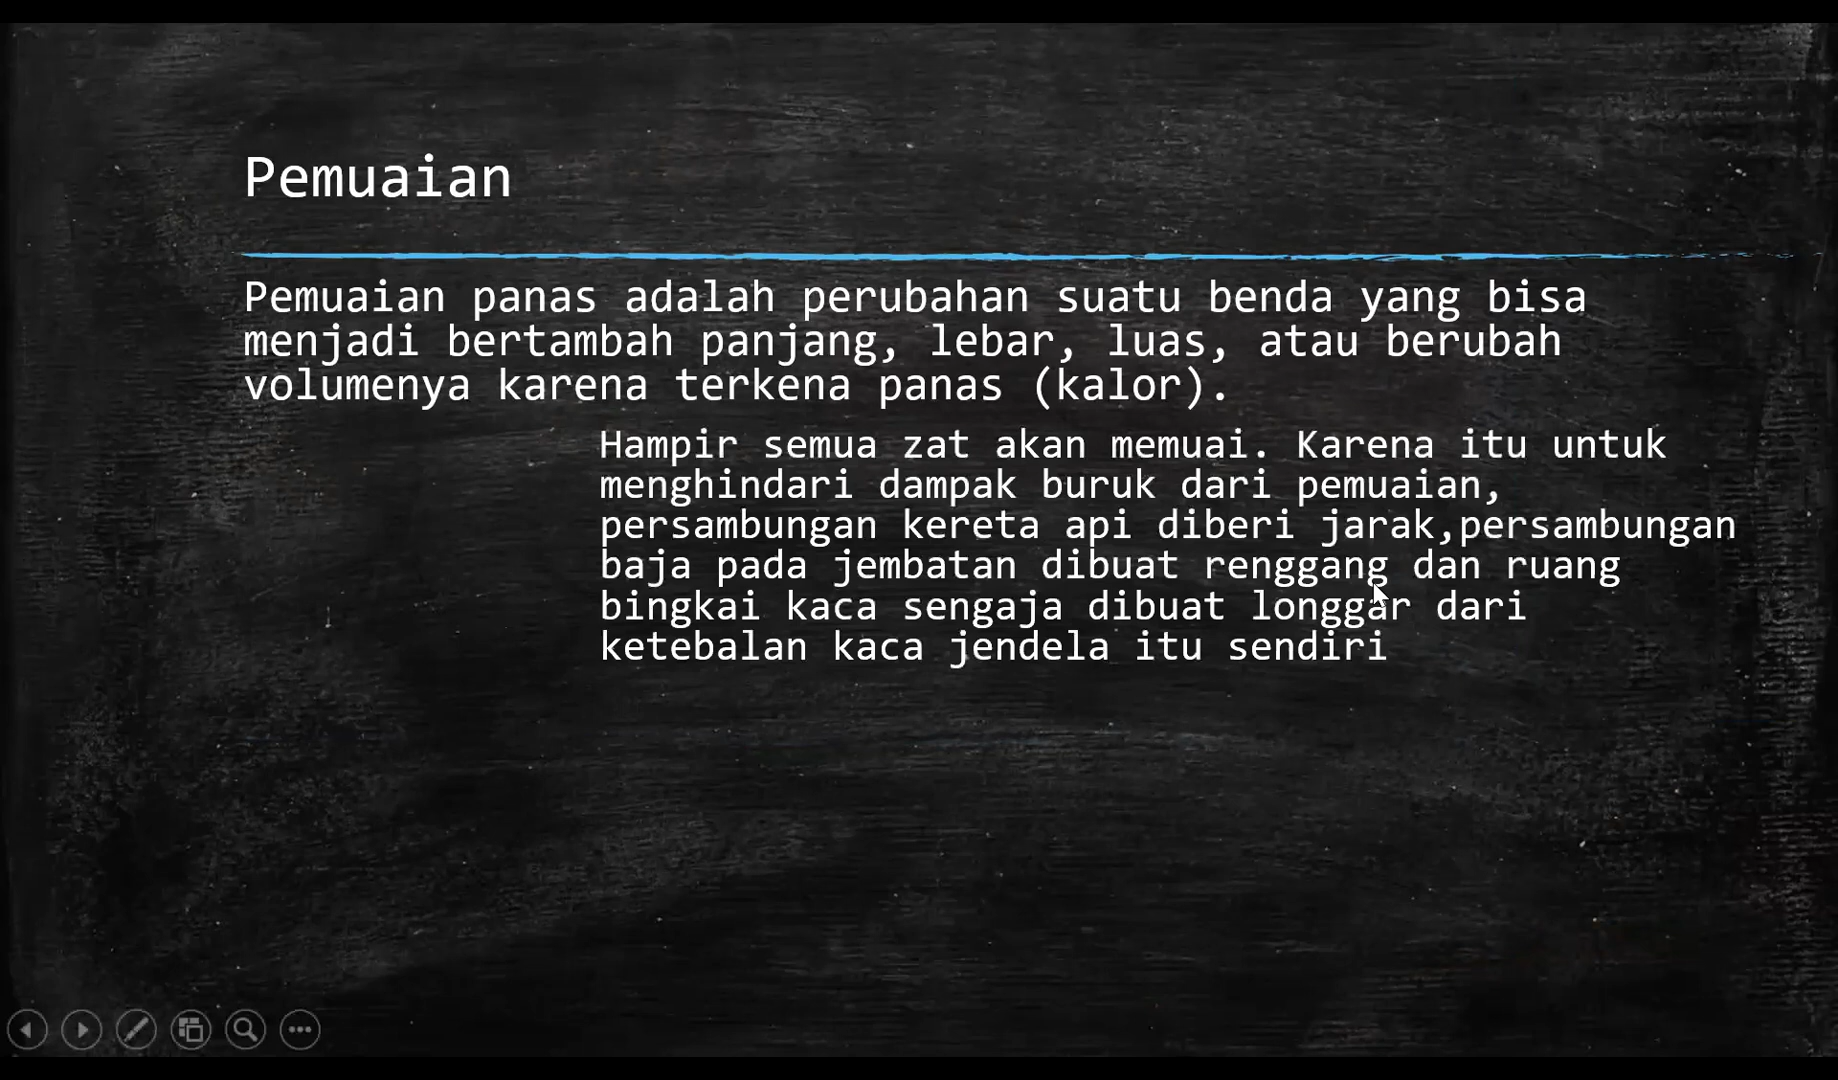 Pemuaian
Pemuaian panas adalah perubahan suatu benda yang bisa
menjadi bertambah panjang, lebar, luas, atau berubah
volumenya karena terkena panas (kalor).
Hampir semua zat akan memuai. Karena itu untuk
menghindari dampak buruk dari pemuaian,
persambungan kereta api diberi jarak,persambungan
baja pada jembatan dibuat renggang dan ruang
bingkai kaca sengaja dibuat longgar dari
ketebalan kaca jendela itu sendiri